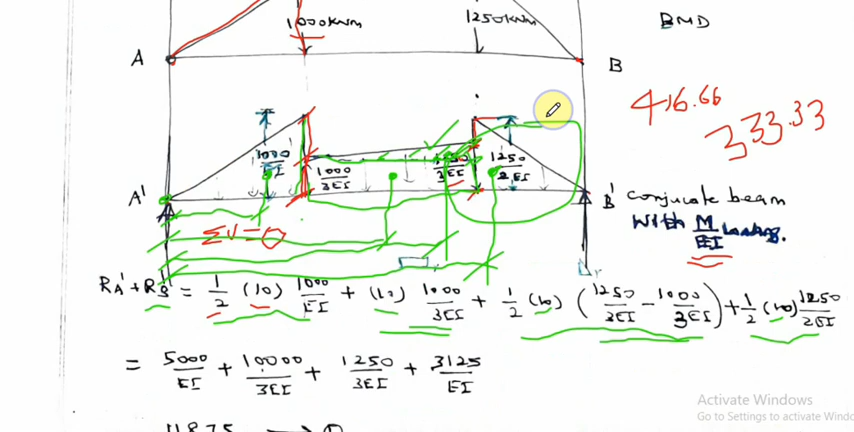 1000kNm
1250kNm
BMD
A
B
416.66
333.33
1000/EI
1000/3EI
1250/3EI
1250/2EI
A'
B' conjucate beam
with M/EI loading.
ΣV=0
RA' + RB' = 1/2 (10) 1000/EI + (10) 1000/3EI + 1/2 (10) (1250/3EI - 1000/3EI) + 1/2 (10) 1250/2EI
= 5000/EI + 10000/3EI + 1250/3EI + 3125/EI
11875 → ①
Activate Windows
Go to Settings to activate Windo